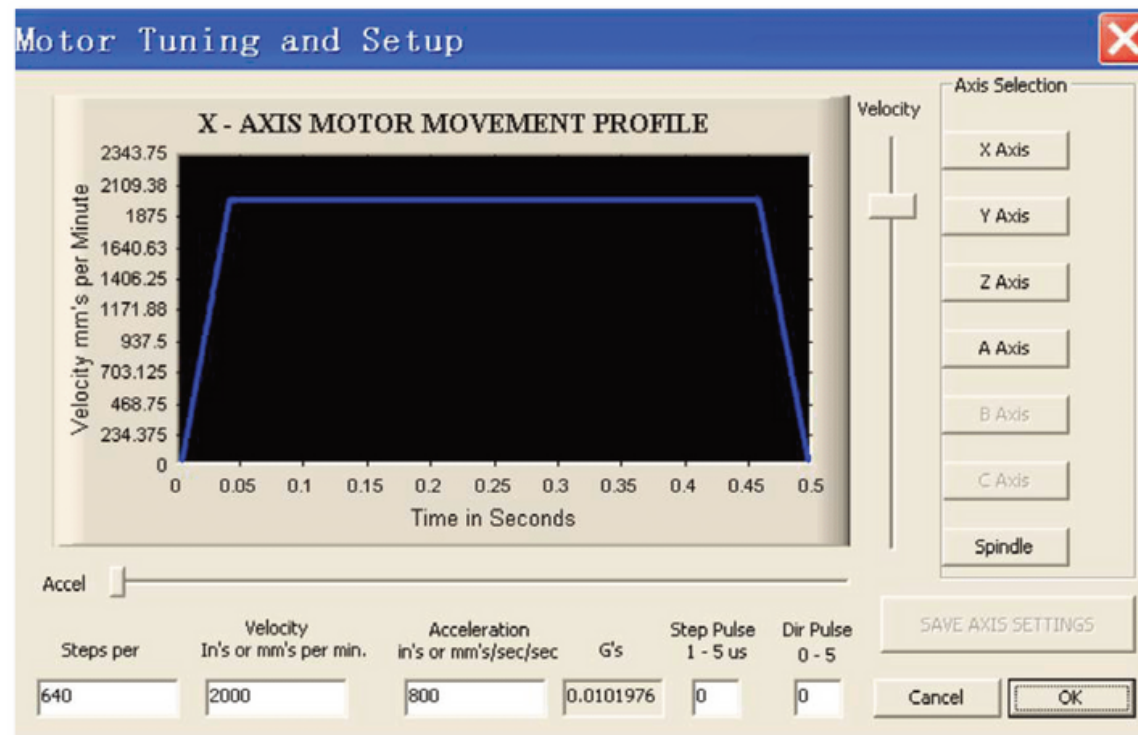 Motor Tuning and Setup
X - AXIS MOTOR MOVEMENT PROFILE
Velocity mm's per Minute
2343.75
2109.38
1875
1640.63
1406.25
1171.88
937.5
703.125
468.75
234.375
0
0 0.05 0.1 0.15 0.2 0.25 0.3 0.35 0.4 0.45 0.5
Time in Seconds
Velocity
Axis Selection
X Axis
Y Axis
Z Axis
A Axis
B Axis
C Axis
Spindle
Accel
Steps per
640
Velocity
In's or mm's per min.
2000
Acceleration
in's or mm's/sec/sec
800
G's
0.0101976
Step Pulse
1 - 5 us
0
Dir Pulse
0 - 5
0
SAVE AXIS SETTINGS
Cancel OK